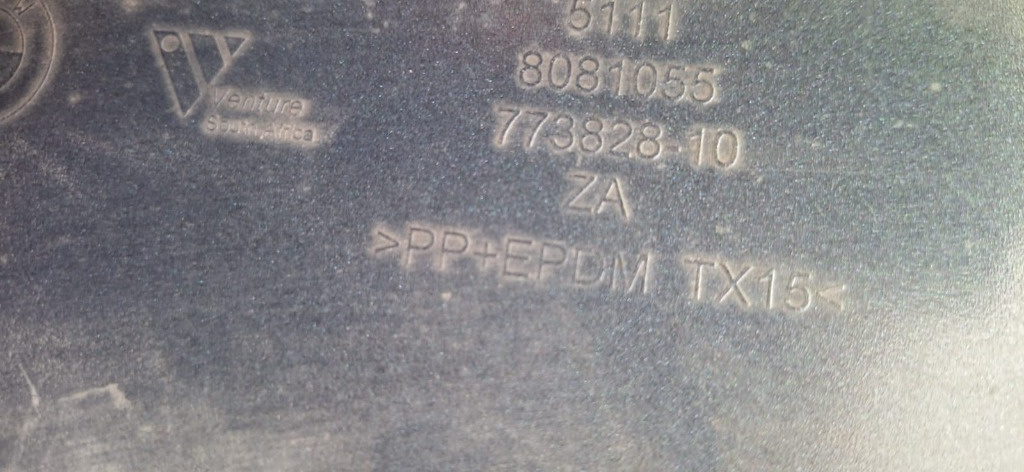 5111
8081055
773828-10
ZA
>PP+EPDM TX15<
Venture
South Africa